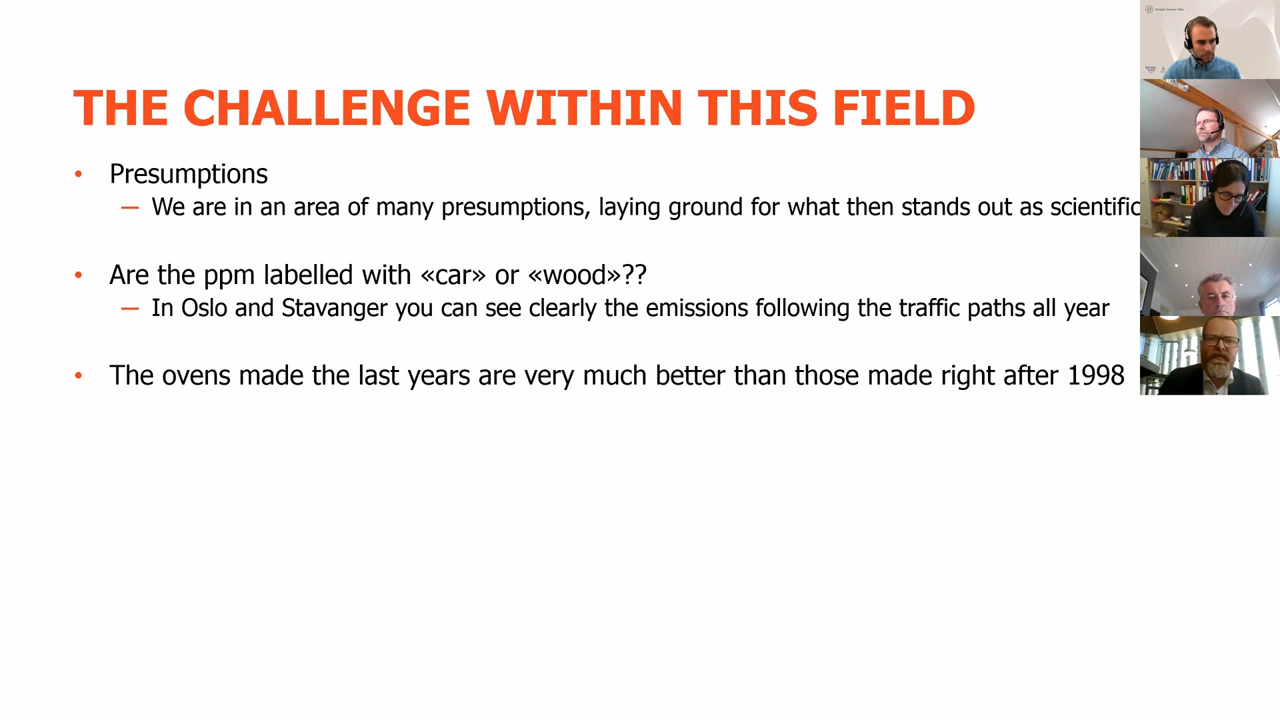 THE CHALLENGE WITHIN THIS FIELD
• Presumptions
— We are in an area of many presumptions, laying ground for what then stands out as scientific
• Are the ppm labelled with «car» or «wood»??
— In Oslo and Stavanger you can see clearly the emissions following the traffic paths all year
• The ovens made the last years are very much better than those made right after 1998